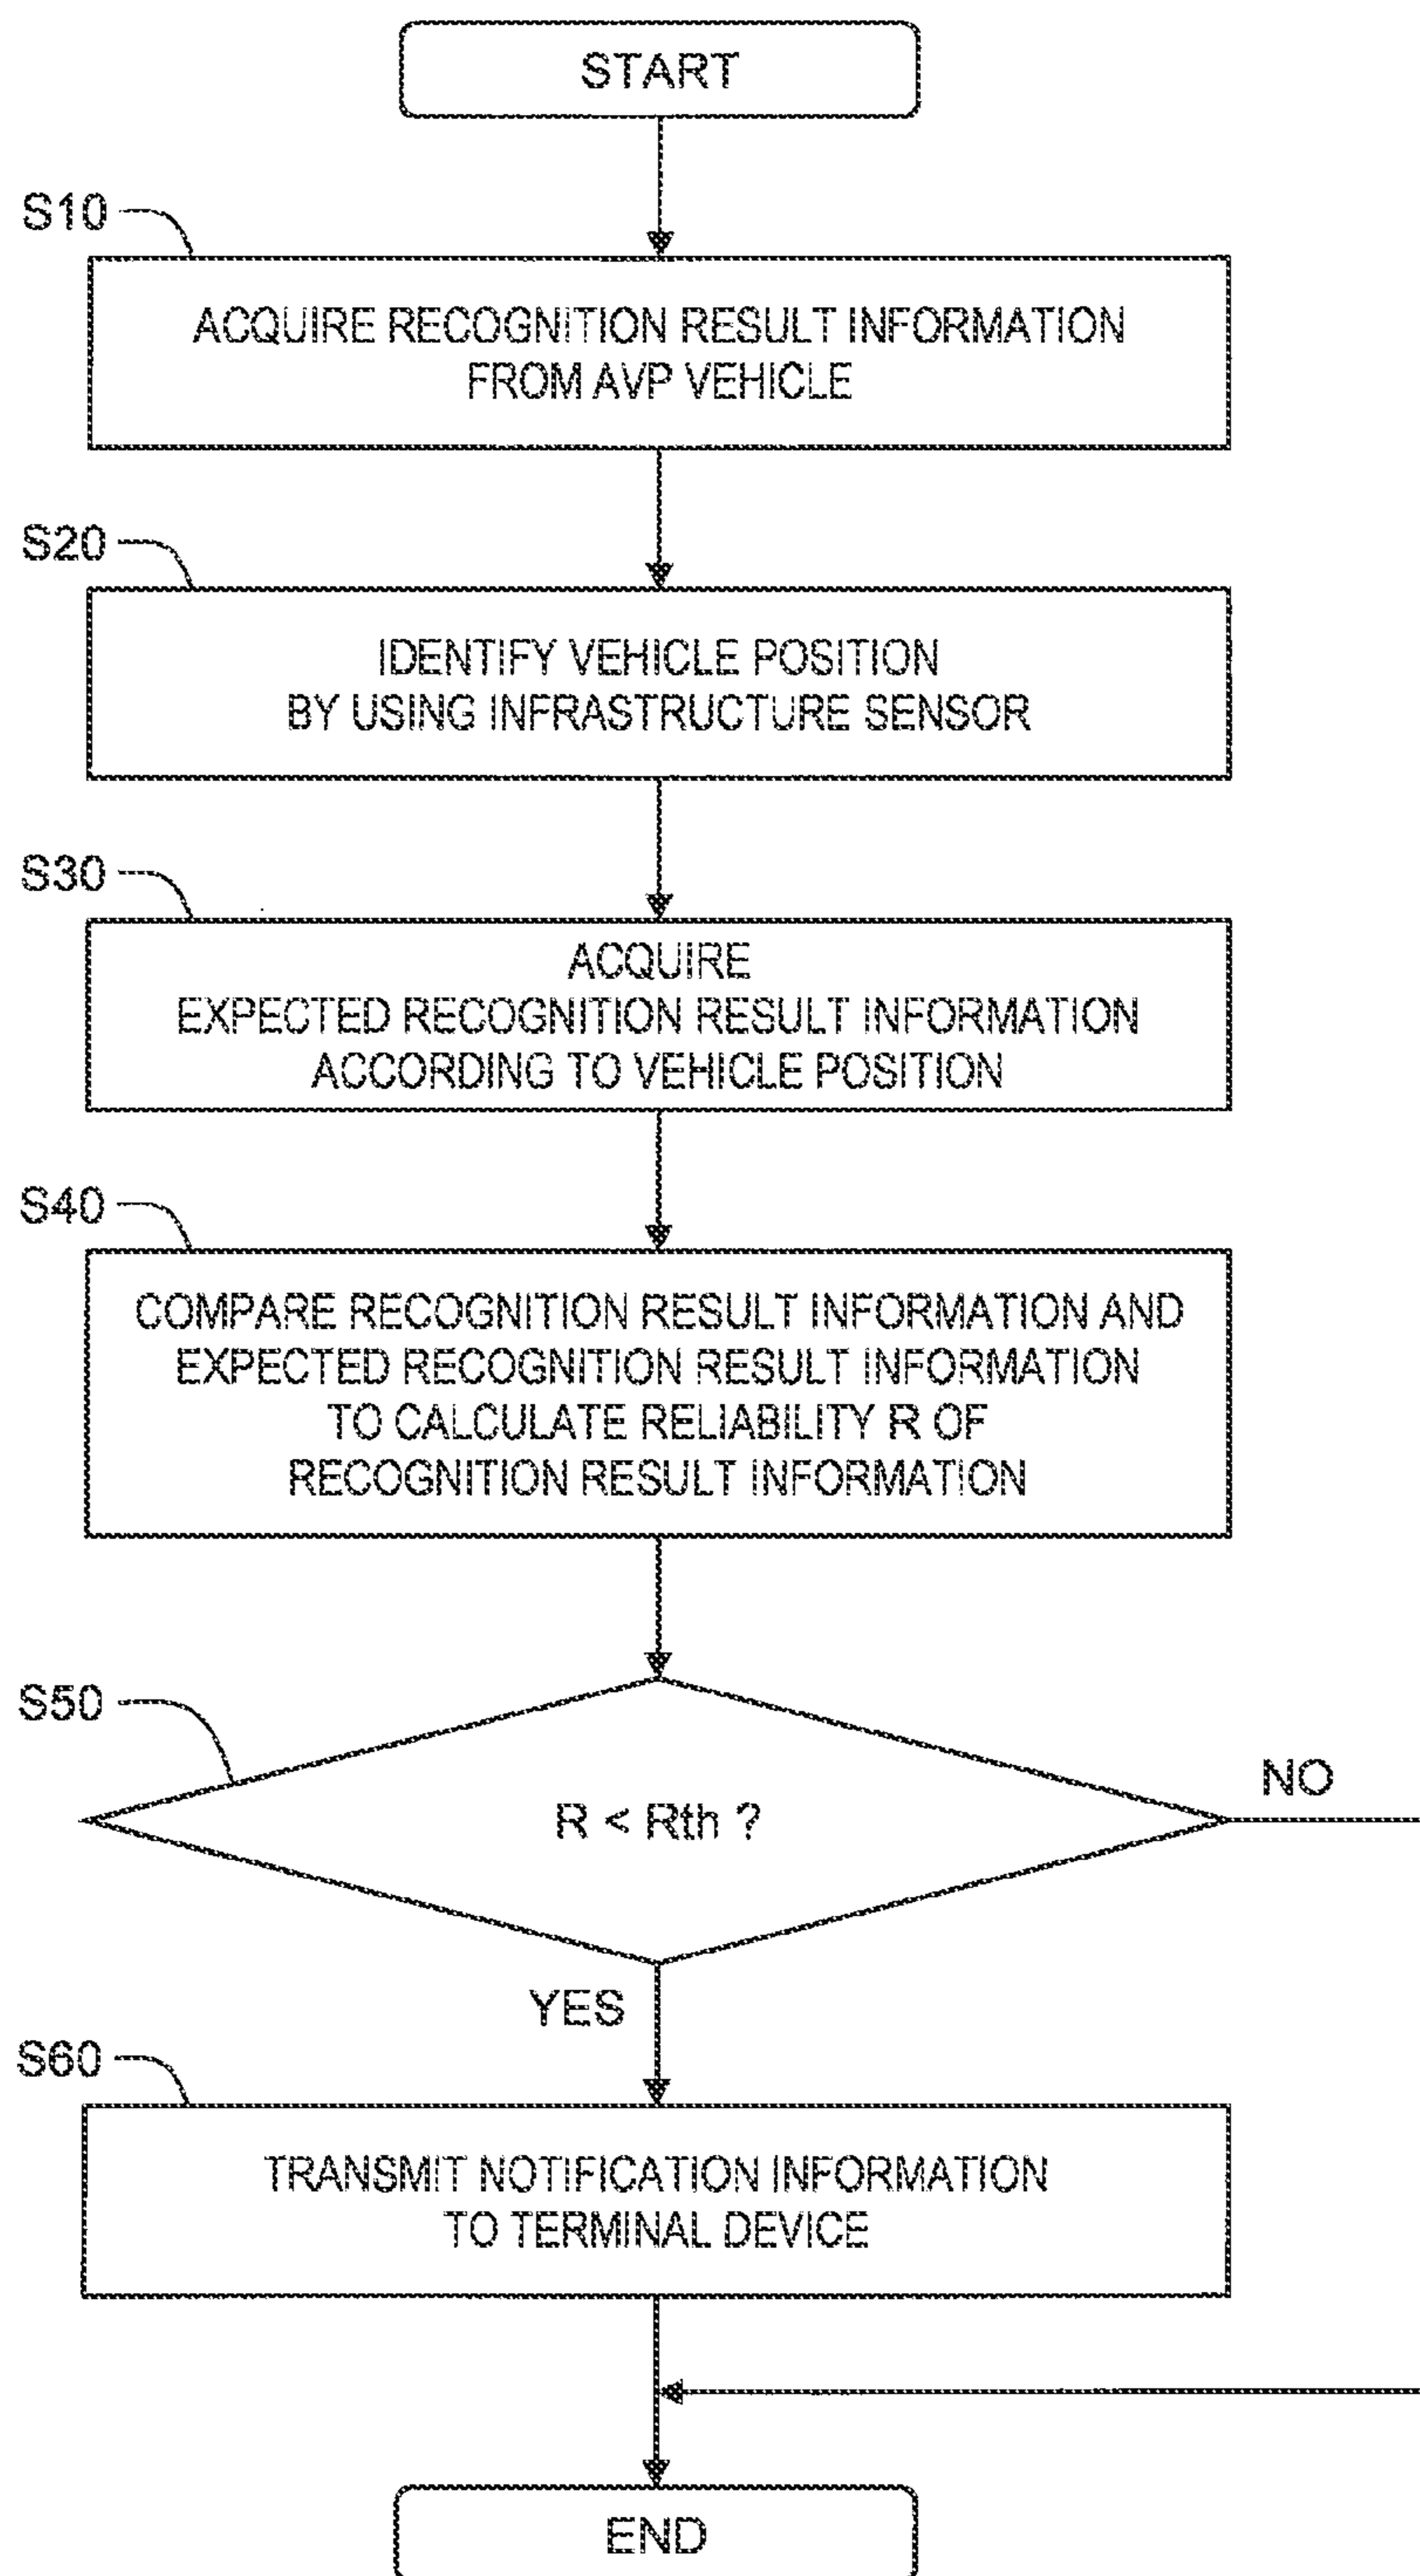 START
S10
ACQUIRE RECOGNITION RESULT INFORMATION
FROM AVP VEHICLE
S20
IDENTIFY VEHICLE POSITION
BY USING INFRASTRUCTURE SENSOR
S30
ACQUIRE
EXPECTED RECOGNITION RESULT INFORMATION
ACCORDING TO VEHICLE POSITION
S40
COMPARE RECOGNITION RESULT INFORMATION AND
EXPECTED RECOGNITION RESULT INFORMATION
TO CALCULATE RELIABILITY R OF
RECOGNITION RESULT INFORMATION
S50
R < Rth ?
NO
YES
S60
TRANSMIT NOTIFICATION INFORMATION
TO TERMINAL DEVICE
END